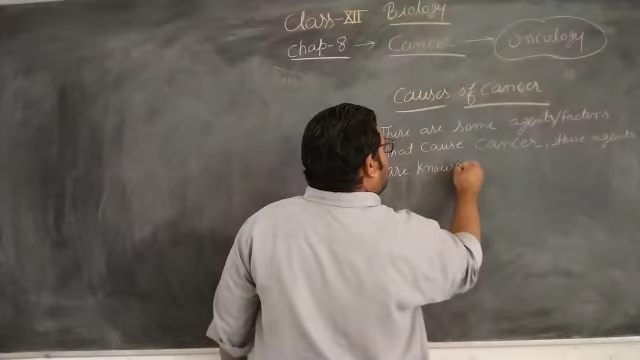 Class-XII Biology
Chap-8 → Cancer → Oncology
Causes of Cancer
There are some agents/factors
that cause cancer, these agents
are known